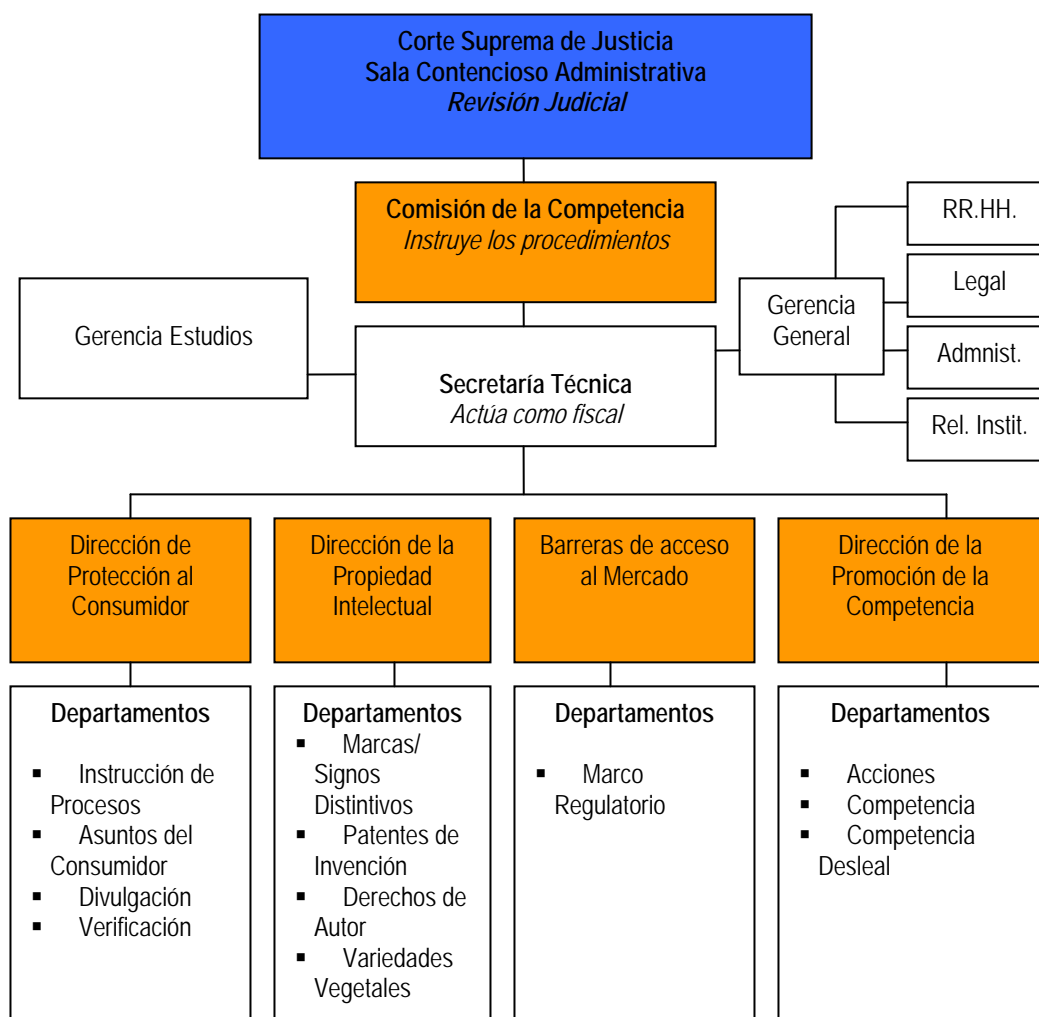 Corte Suprema de Justicia
Sala Contencioso Administrativa
Revisión Judicial
Comisión de la Competencia
Instruye los procedimientos
RR.HH.
Legal
Gerencia Estudios
Gerencia
General
Admnist.
Secretaría Técnica
Actúa como fiscal
Rel. Instit.
Dirección de
Protección al
Consumidor
Dirección de la
Propiedad
Intelectual
Barreras de acceso
al Mercado
Dirección de la
Promoción de la
Competencia
Departamentos
▪ Instrucción de
Procesos
▪ Asuntos del
Consumidor
▪ Divulgación
▪ Verificación
Departamentos
▪ Marcas/
Signos
Distintivos
▪ Patentes de
Invención
▪ Derechos de
Autor
▪ Variedades
Vegetales
Departamentos
▪ Marco
Regulatorio
Departamentos
▪ Acciones
▪ Competencia
▪ Competencia
Desleal